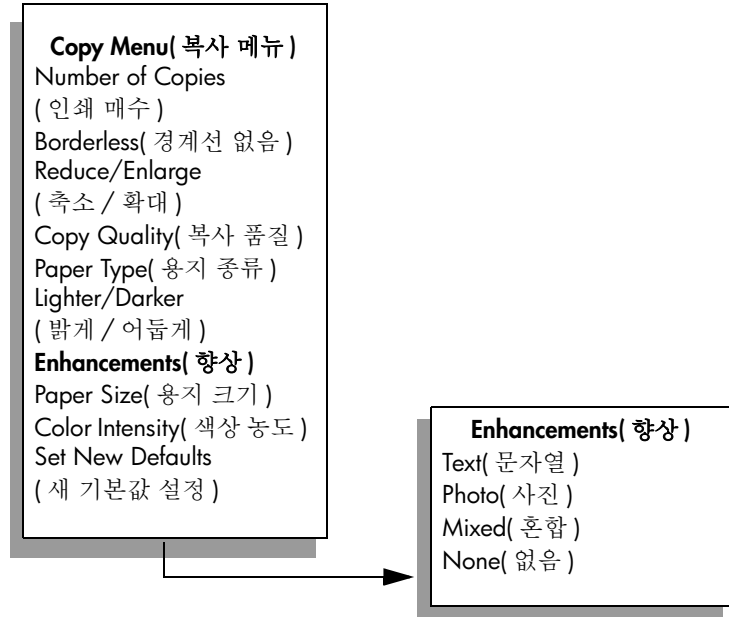 Copy Menu( 복사 메뉴 )
Number of Copies
( 인쇄 매수 )
Borderless( 경계선 없음 )
Reduce/Enlarge
( 축소 / 확대 )
Copy Quality( 복사 품질 )
Paper Type( 용지 종류 )
Lighter/Darker
( 밝게 / 어둡게 )
Enhancements( 향상 )
Paper Size( 용지 크기 )
Color Intensity( 색상 농도 )
Set New Defaults
( 새 기본값 설정 )
Enhancements( 향상 )
Text( 문자열 )
Photo( 사진 )
Mixed( 혼합 )
None( 없음 )